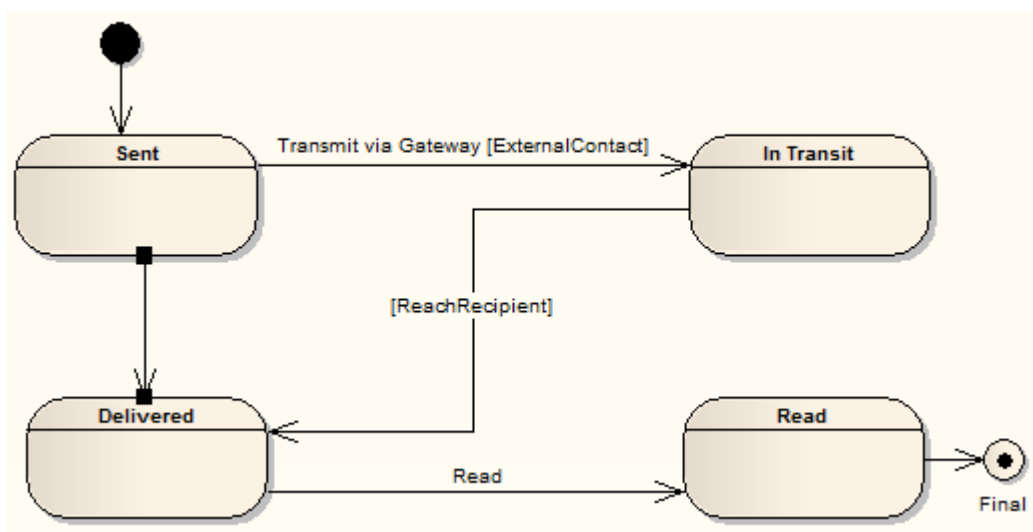 Sent
Transmit via Gateway [ExternalContact]
In Transit
[ReachRecipient]
Delivered
Read
Read
Final